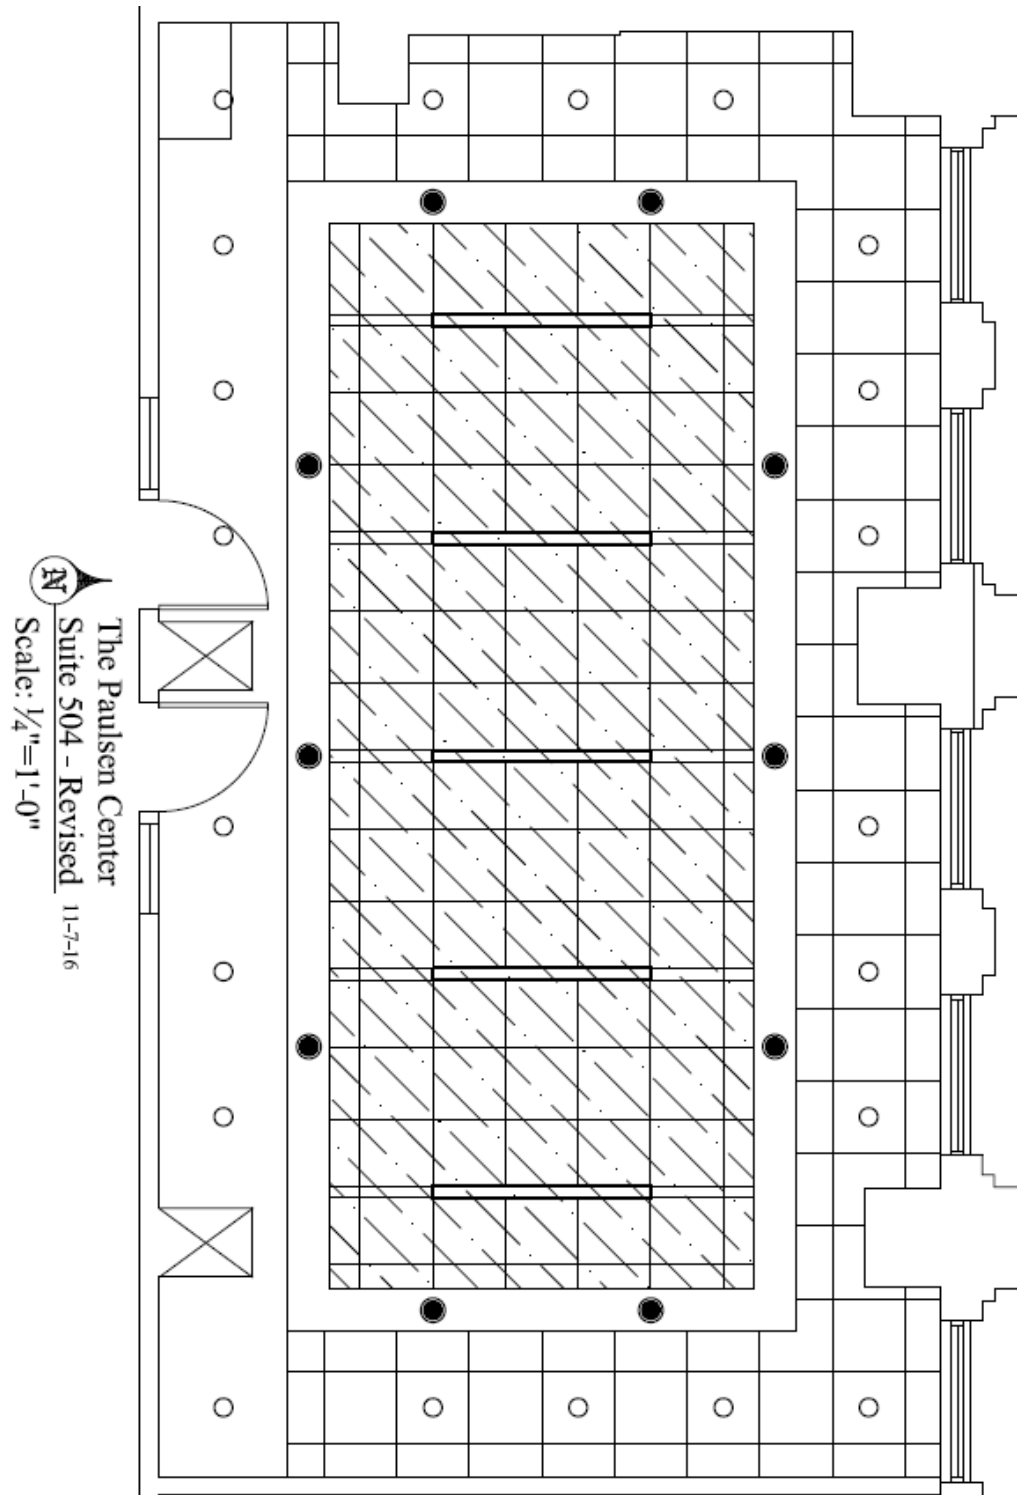 N
The Paulsen Center
Suite 504 - Revised 11-7-16
Scale: ¼"=1'-0"